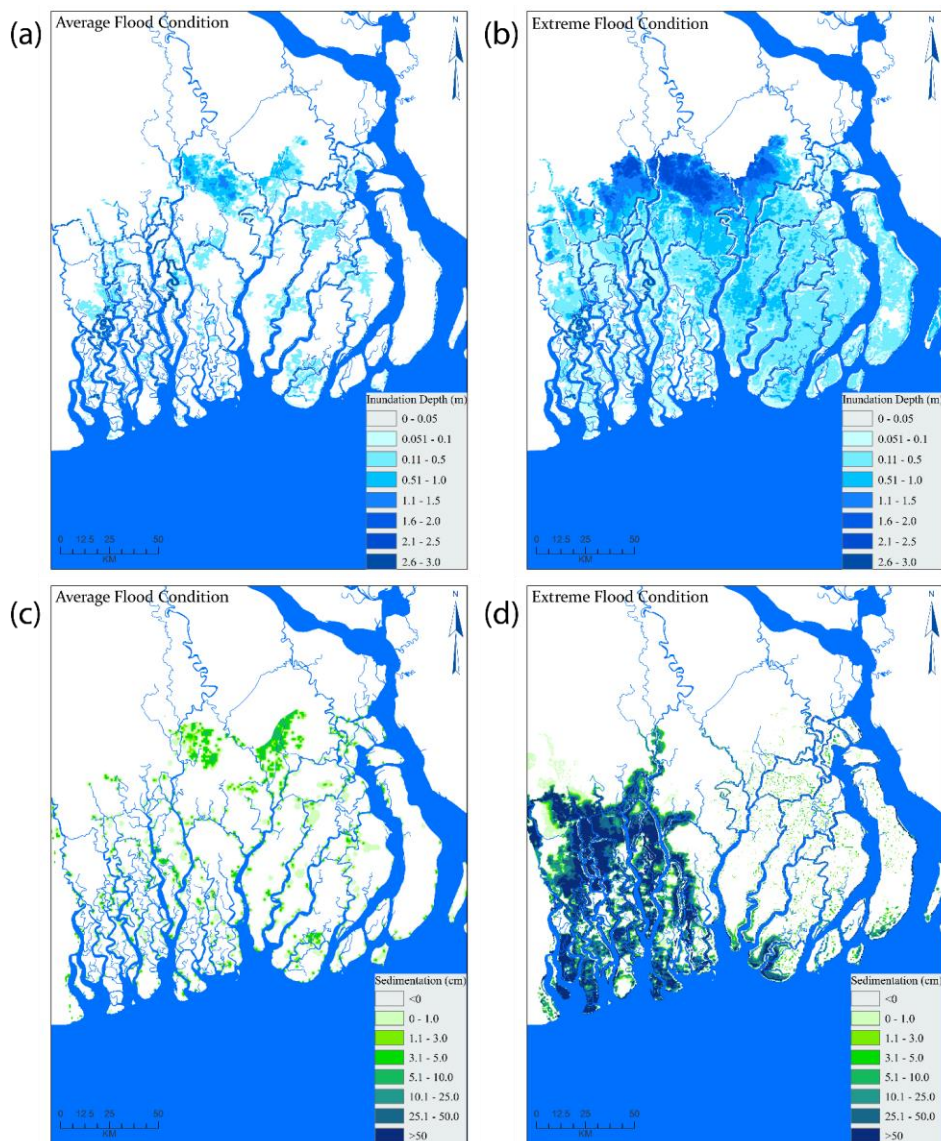 (a)
Average Flood Condition
N
Inundation Depth (m)
0 - 0.05
0.051 - 0.1
0.11 - 0.5
0.51 - 1.0
1.1 - 1.5
1.6 - 2.0
2.1 - 2.5
2.6 - 3.0
0 12.5 25 50
KM
(b)
Extreme Flood Condition
N
Inundation Depth (m)
0 - 0.05
0.051 - 0.1
0.11 - 0.5
0.51 - 1.0
1.1 - 1.5
1.6 - 2.0
2.1 - 2.5
2.6 - 3.0
0 12.5 25 50
KM
(c)
Average Flood Condition
N
Sedimentation (cm)
<0
0 - 1.0
1.1 - 3.0
3.1 - 5.0
5.1 - 10.0
10.1 - 25.0
25.1 - 50.0
>50
0 12.5 25 50
KM
(d)
Extreme Flood Condition
N
Sedimentation (cm)
<0
0 - 1.0
1.1 - 3.0
3.1 - 5.0
5.1 - 10.0
10.1 - 25.0
25.1 - 50.0
>50
0 12.5 25 50
KM